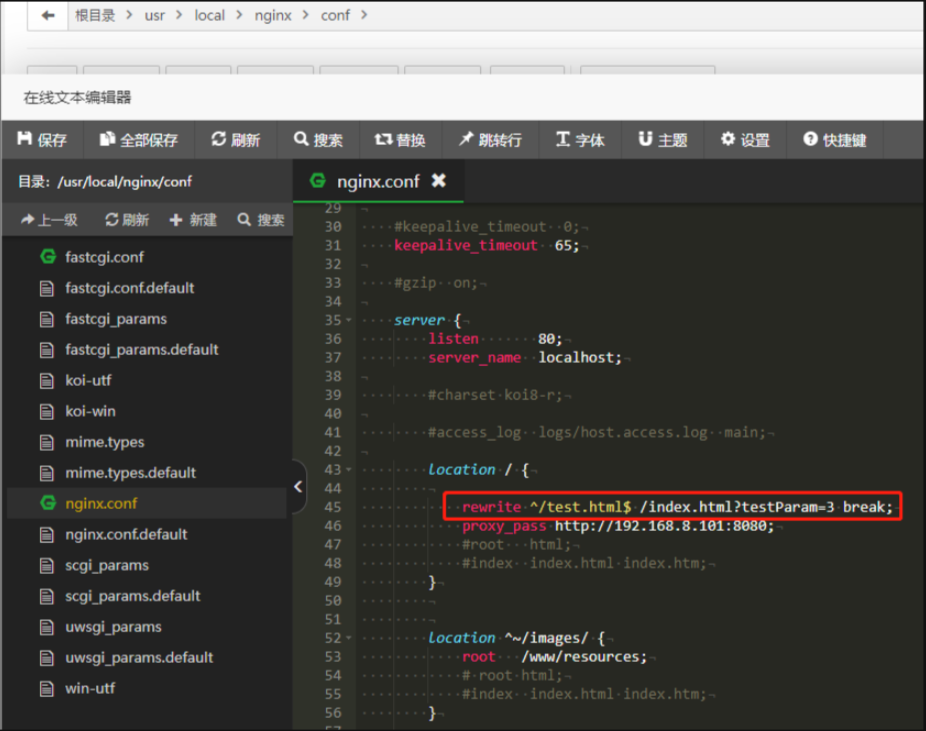 根目录 > usr > local > nginx > conf >
在线文本编辑器
保存 全部保存 刷新 搜索 替换 跳转行 字体 主题 设置 快捷键
目录: /usr/local/nginx/conf
上一级 刷新 新建 搜索
fastcgi.conf
fastcgi.conf.default
fastcgi_params
fastcgi_params.default
koi-utf
koi-win
mime.types
mime.types.default
nginx.conf
nginx.conf.default
scgi_params
scgi_params.default
uwsgi_params
uwsgi_params.default
win-utf
nginx.conf
29
30 #keepalive_timeout 0;
31 keepalive_timeout 65;
32
33 #gzip on;
34
35 server {
36 listen 80;
37 server_name localhost;
38
39 #charset koi8-r;
40
41 #access_log logs/host.access.log main;
42
43 location / {
44
45 rewrite ^/test.html$ /index.html?testParam=3 break;
46 proxy_pass http://192.168.8.101:8080;
47 #root html;
48 #index index.html index.htm;
49 }
50
51
52 location ^~/images/ {
53 root /www/resources;
54 # root html;
55 #index index.html index.htm;
56 }